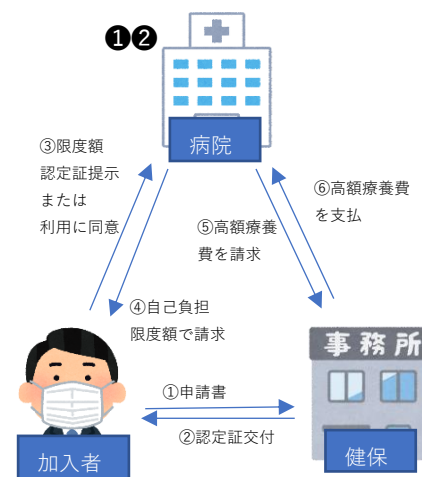 ❶❷
病院
③限度額
認定証提示
または
利用に同意
⑥高額療養費
を支払
⑤高額療養
費を請求
④自己負担
限度額で請求
事務所
①申請書
②認定証交付
加入者
健保